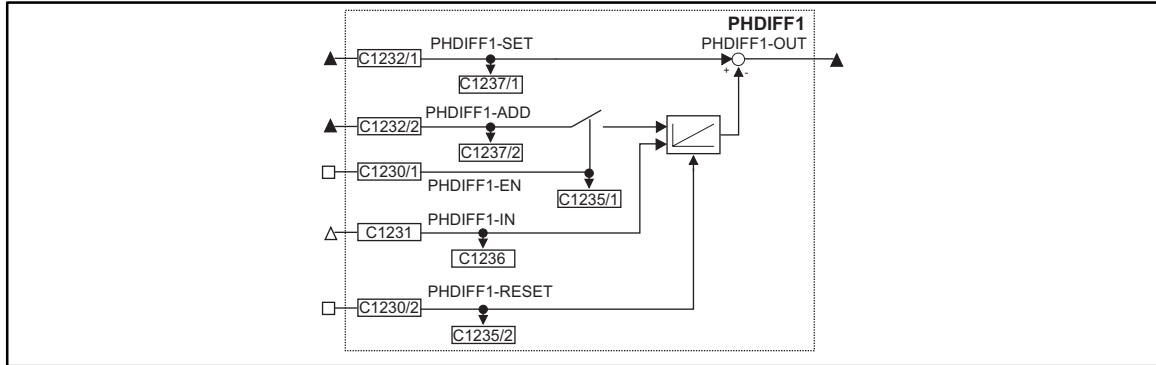 PHDIFF1
PHDIFF1-SET
PHDIFF1-OUT
C1232/1
+ -
C1237/1
PHDIFF1-ADD
C1232/2
C1237/2
C1230/1
PHDIFF1-EN
C1235/1
PHDIFF1-IN
C1231
C1236
PHDIFF1-RESET
C1230/2
C1235/2